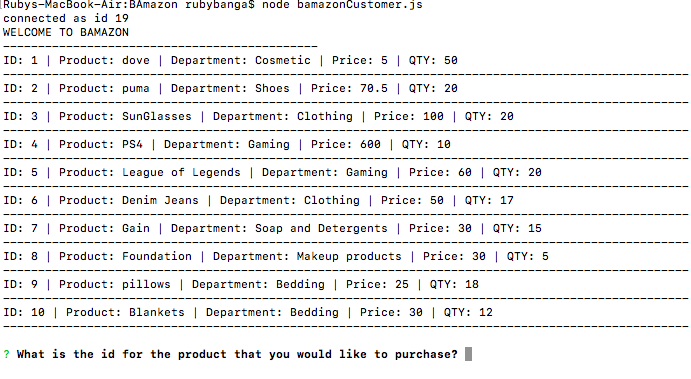 Rubys-MacBook-Air:BAmazon rubybanga$ node bamazonCustomer.js
connected as id 19
WELCOME TO BAMAZON
------------------------------------------
ID: 1 | Product: dove | Department: Cosmetic | Price: 5 | QTY: 50
--------------------------------------------------------------------------------------------
ID: 2 | Product: puma | Department: Shoes | Price: 70.5 | QTY: 20
--------------------------------------------------------------------------------------------
ID: 3 | Product: SunGlasses | Department: Clothing | Price: 100 | QTY: 20
--------------------------------------------------------------------------------------------
ID: 4 | Product: PS4 | Department: Gaming | Price: 600 | QTY: 10
--------------------------------------------------------------------------------------------
ID: 5 | Product: League of Legends | Department: Gaming | Price: 60 | QTY: 20
--------------------------------------------------------------------------------------------
ID: 6 | Product: Denim Jeans | Department: Clothing | Price: 50 | QTY: 17
--------------------------------------------------------------------------------------------
ID: 7 | Product: Gain | Department: Soap and Detergents | Price: 30 | QTY: 15
--------------------------------------------------------------------------------------------
ID: 8 | Product: Foundation | Department: Makeup products | Price: 30 | QTY: 5
--------------------------------------------------------------------------------------------
ID: 9 | Product: pillows | Department: Bedding | Price: 25 | QTY: 18
--------------------------------------------------------------------------------------------
ID: 10 | Product: Blankets | Department: Bedding | Price: 30 | QTY: 12
--------------------------------------------------------------------------------------------
? What is the id for the product that you would like to purchase?